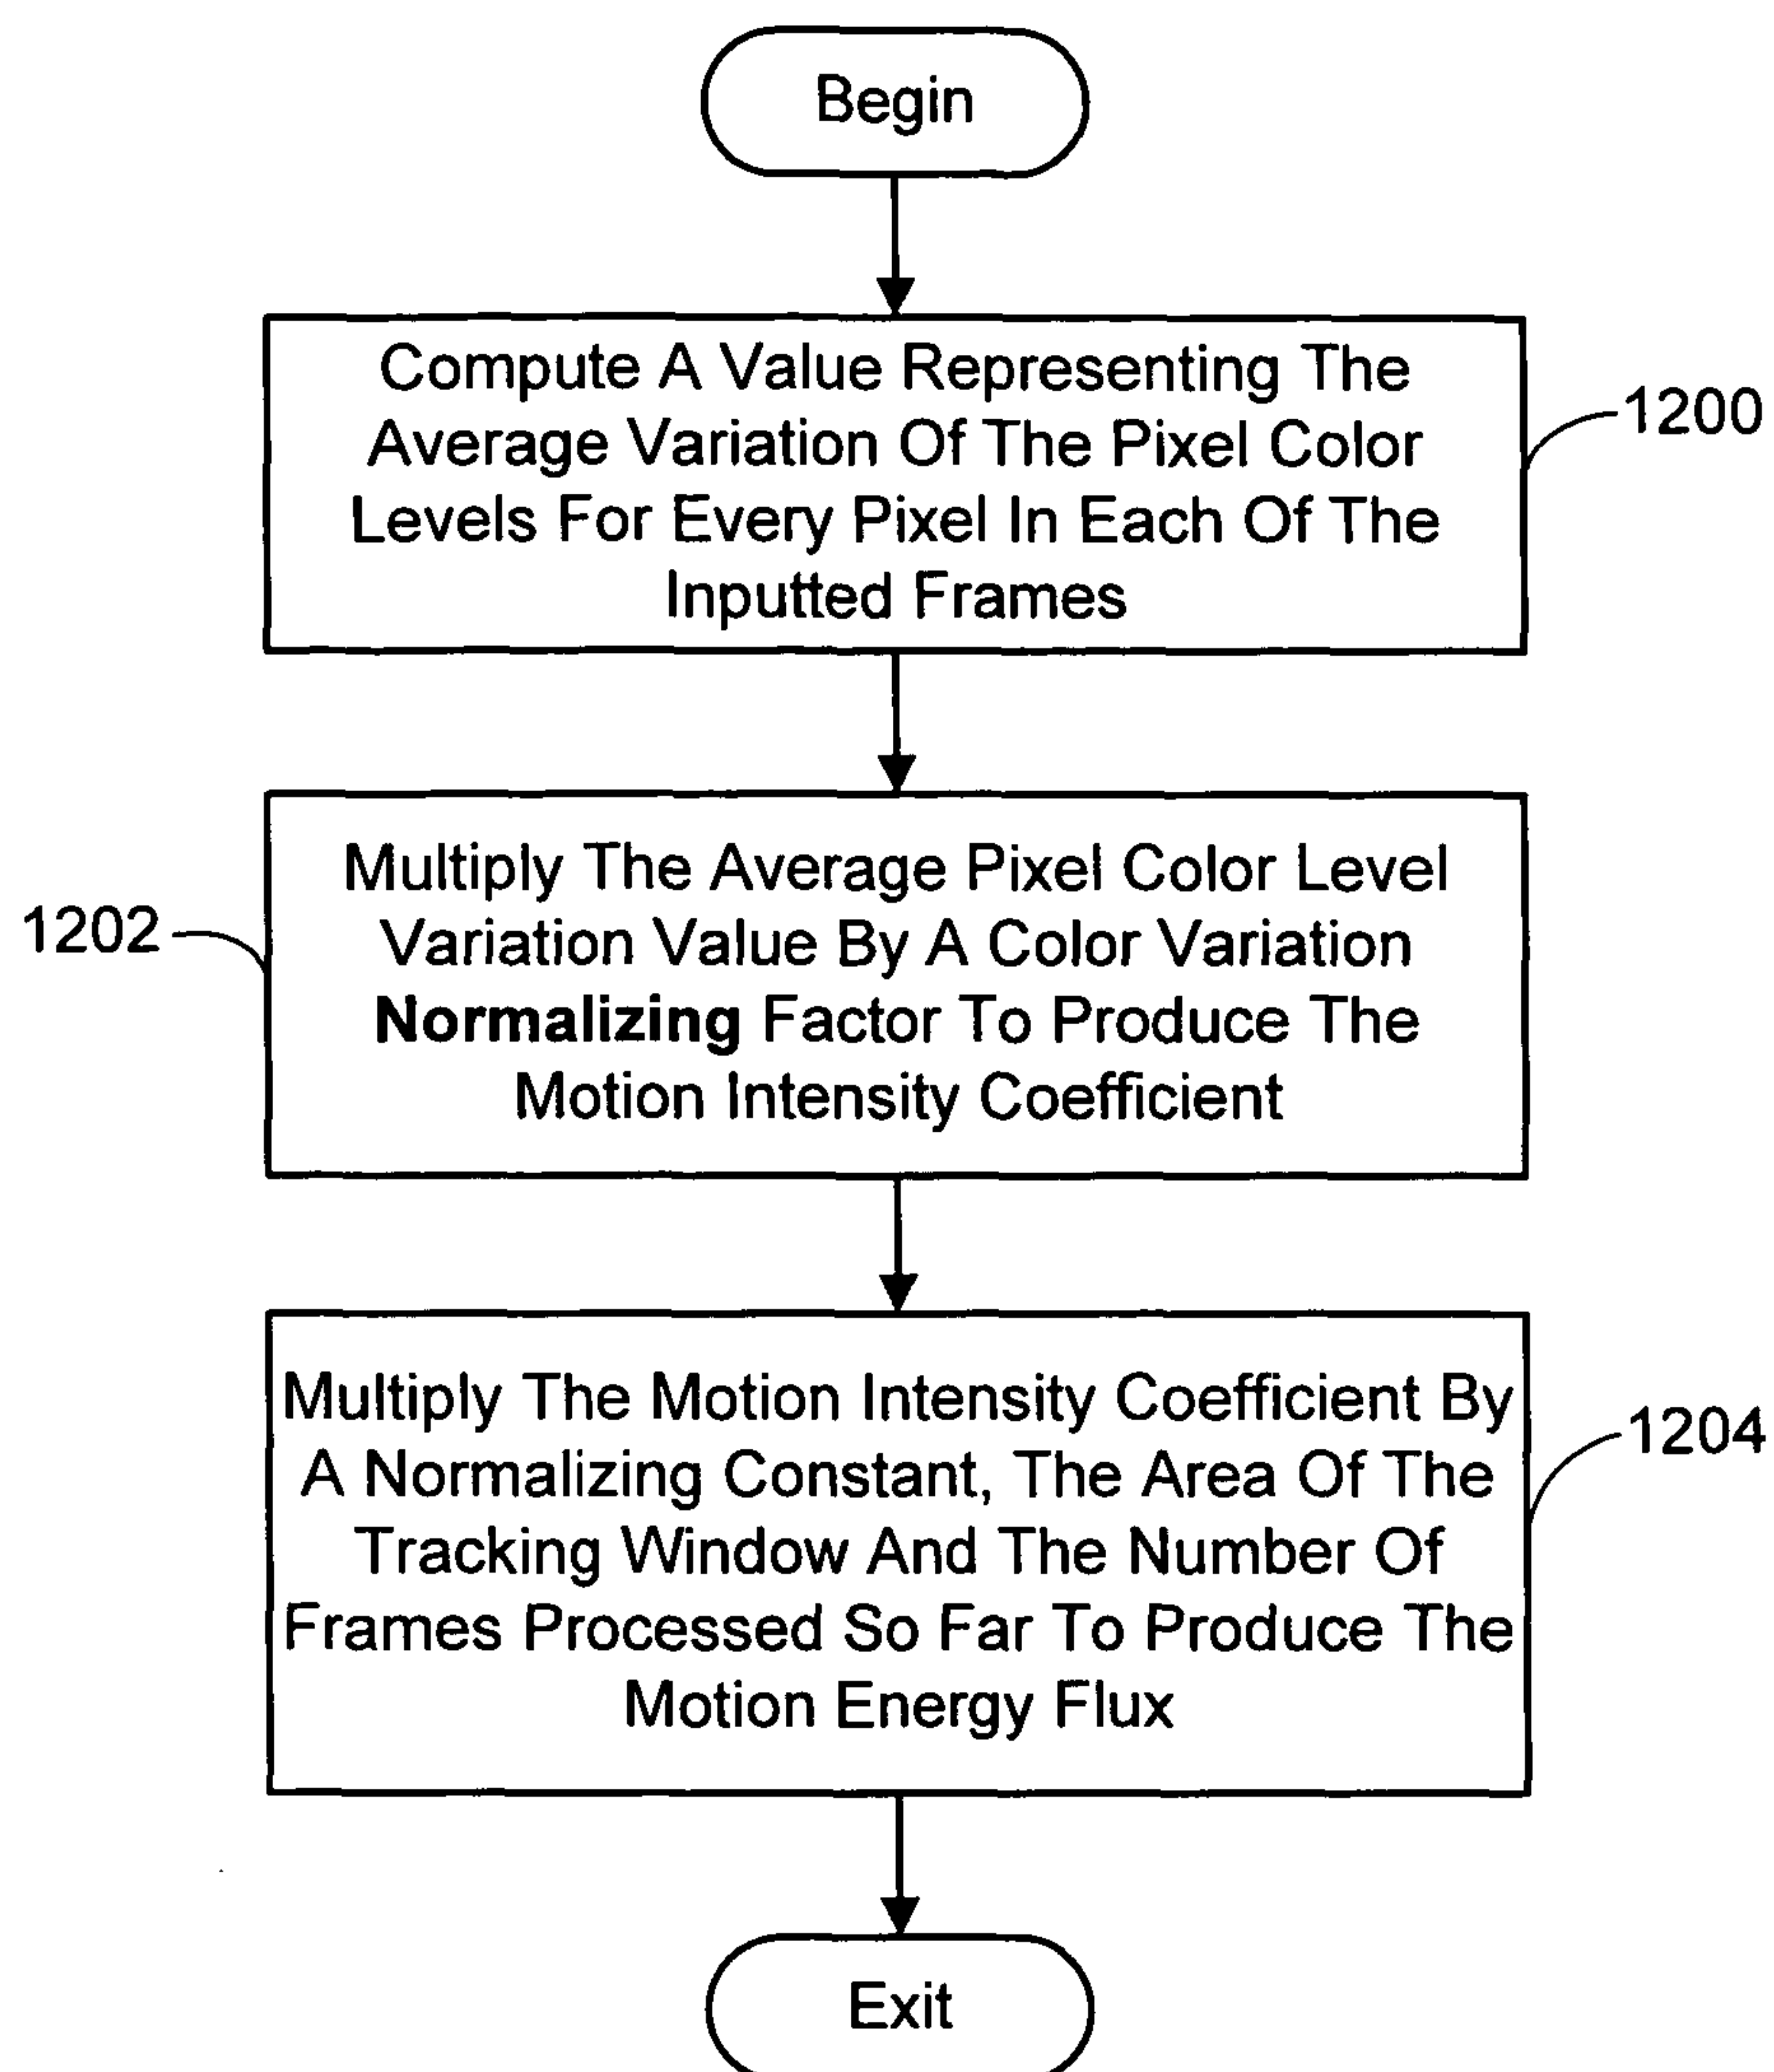 Begin
Compute A Value Representing The
Average Variation Of The Pixel Color
Levels For Every Pixel In Each Of The
Inputted Frames
1200
Multiply The Average Pixel Color Level
Variation Value By A Color Variation
Normalizing Factor To Produce The
Motion Intensity Coefficient
1202
Multiply The Motion Intensity Coefficient By
A Normalizing Constant, The Area Of The
Tracking Window And The Number Of
Frames Processed So Far To Produce The
Motion Energy Flux
1204
Exit